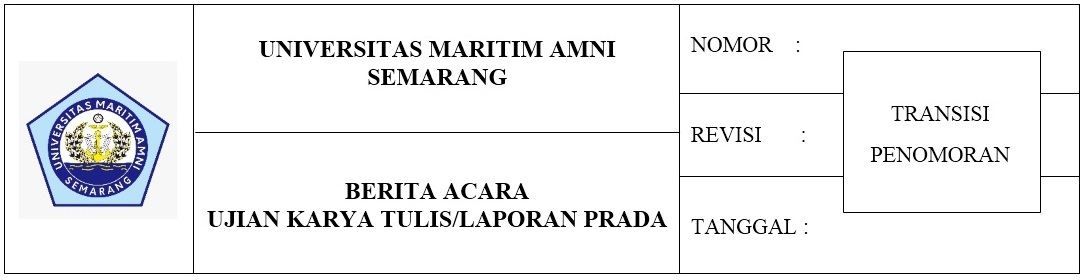 UNIVERSITAS MARITIM AMNI
SEMARANG
UNIVERSITAS MARITIM AMNI
SEMARANG
BERITA ACARA
UJIAN KARYA TULIS/LAPORAN PRADA
NOMOR :
REVISI :
TANGGAL :
TRANSISI
PENOMORAN